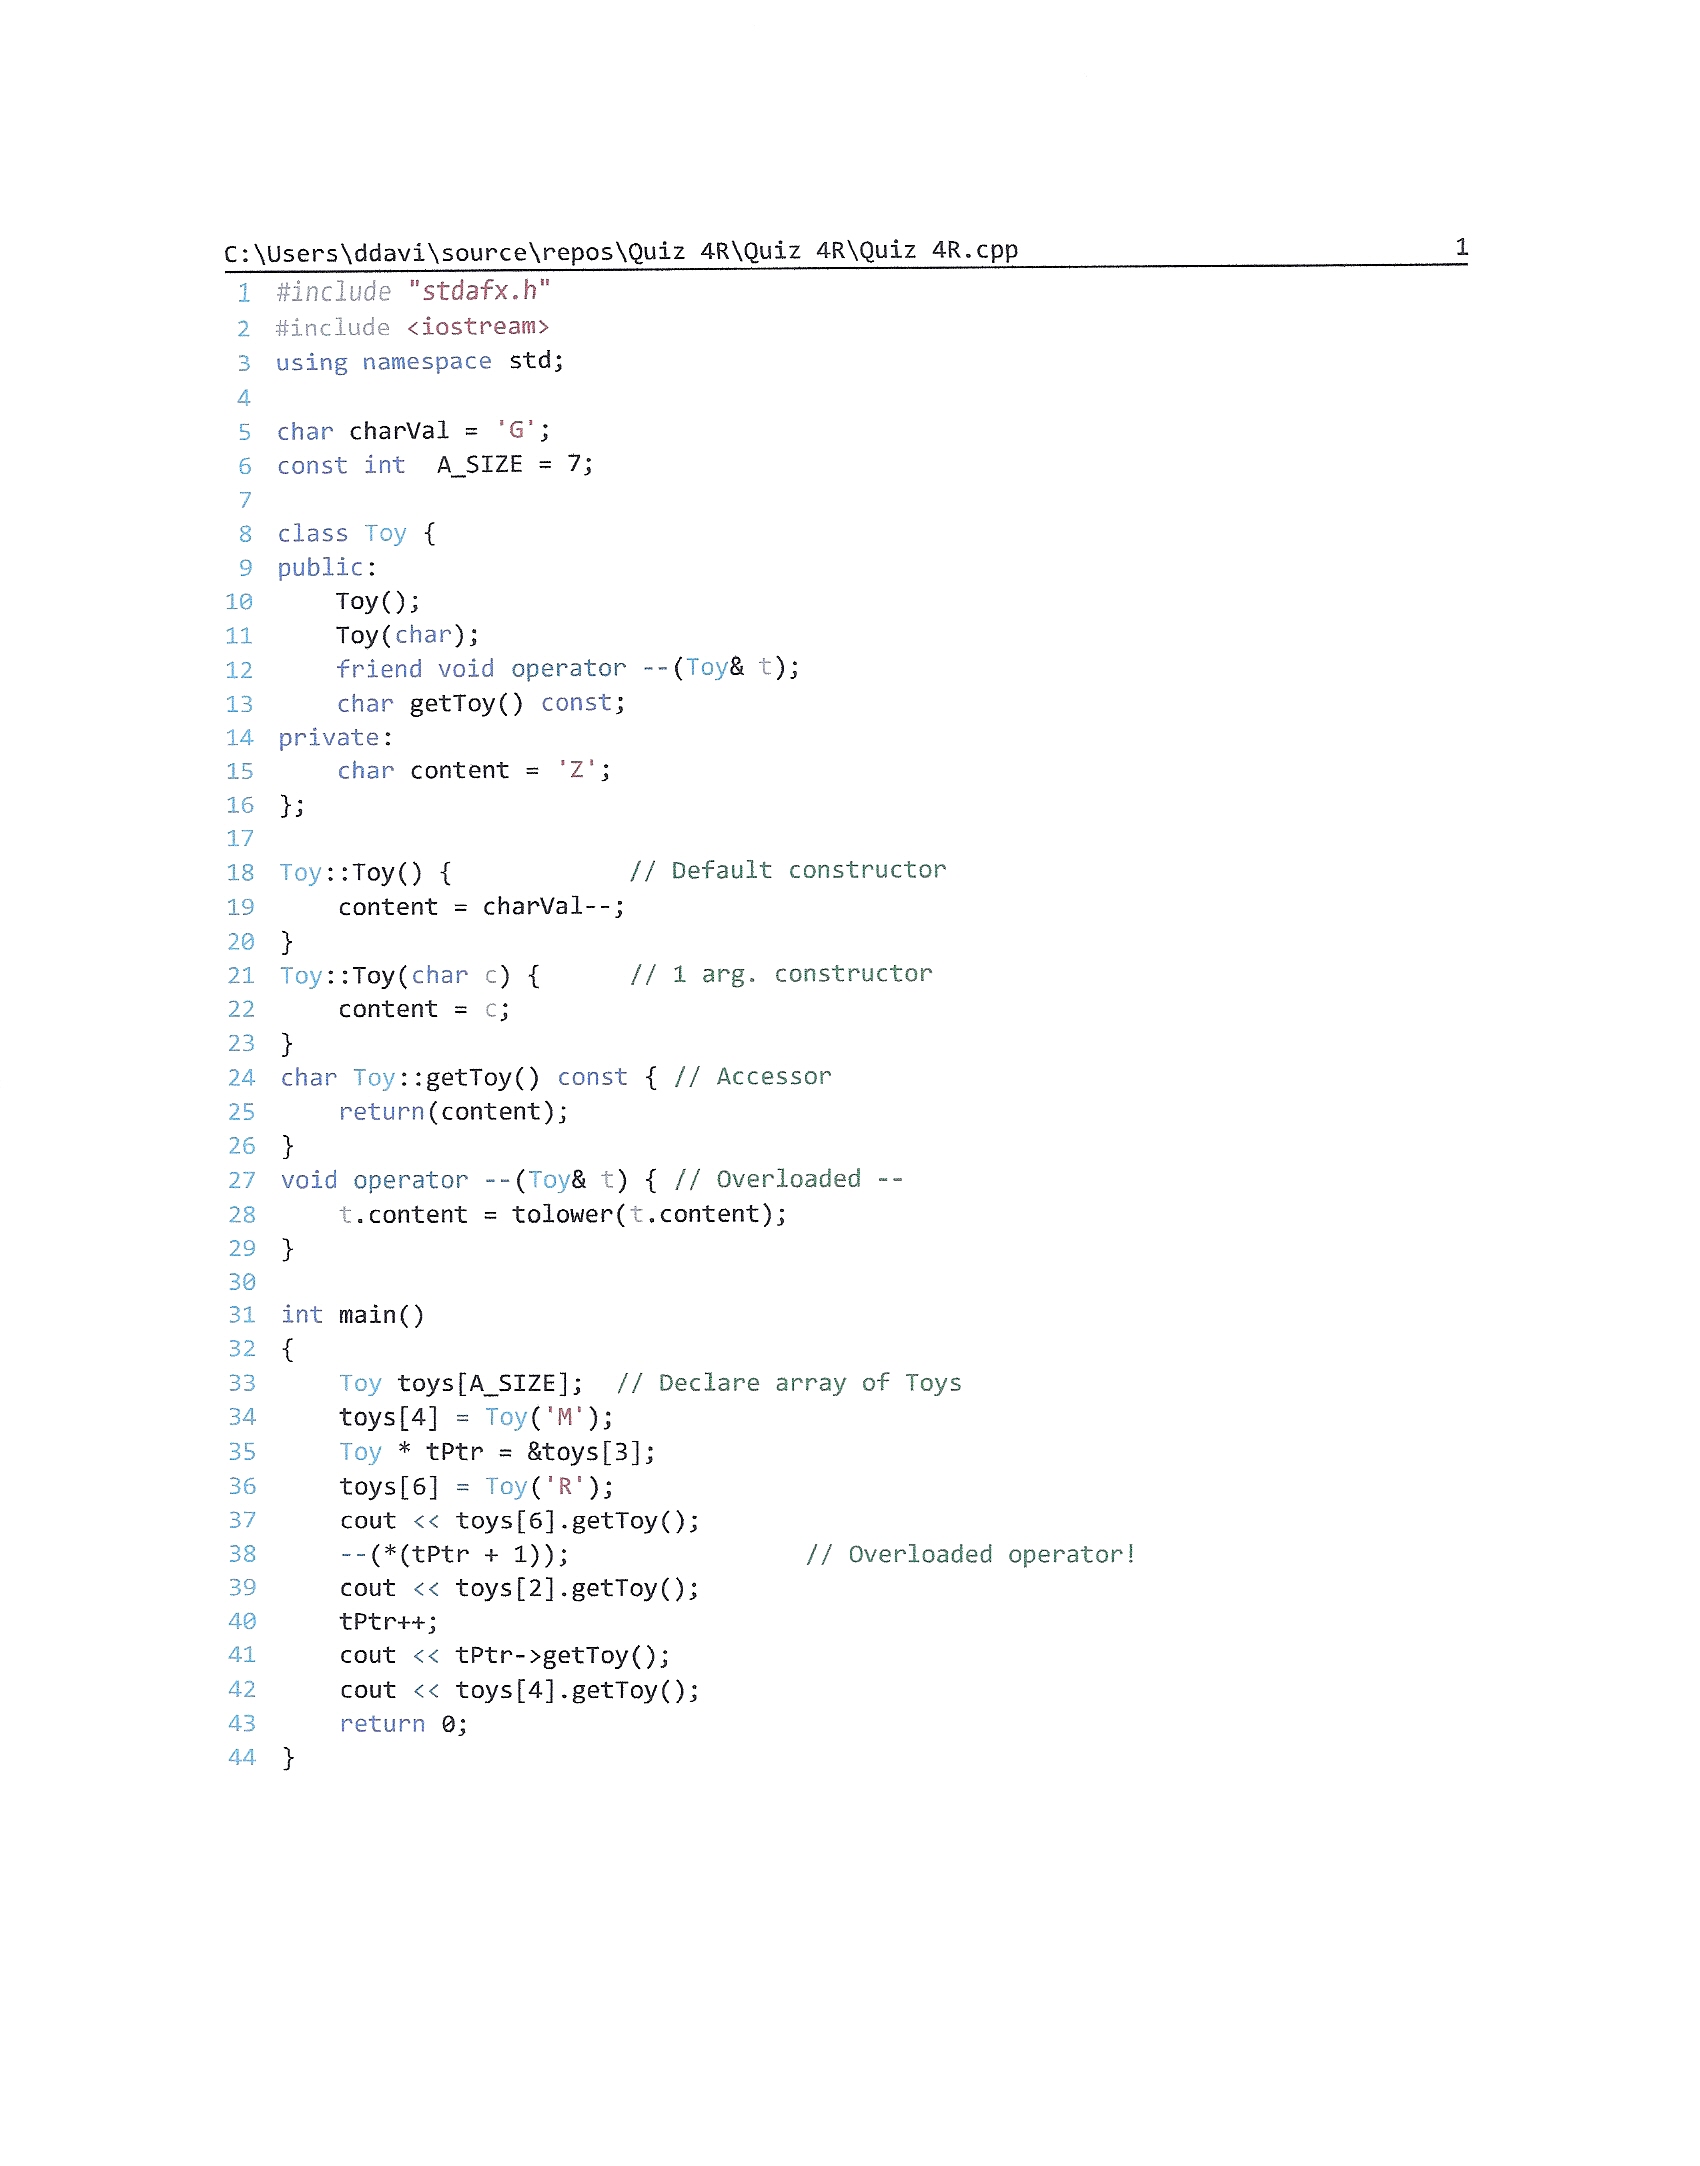 C:\Users\ddavi\source\repos\Quiz 4R\Quiz 4R\Quiz 4R.cpp 1
1 #include "stdafx.h"
2 #include <iostream>
3 using namespace std;
4
5 char charVal = 'G';
6 const int  A_SIZE = 7;
7
8 class Toy {
9 public:
10     Toy();
11     Toy(char);
12     friend void operator --(Toy& t);
13     char getToy() const;
14 private:
15     char content = 'Z';
16 };
17
18 Toy::Toy() {            // Default constructor
19     content = charVal--;
20 }
21 Toy::Toy(char c) {      // 1 arg. constructor
22     content = c;
23 }
24 char Toy::getToy() const { // Accessor
25     return(content);
26 }
27 void operator --(Toy& t) { // Overloaded --
28     t.content = tolower(t.content);
29 }
30
31 int main()
32 {
33     Toy toys[A_SIZE];  // Declare array of Toys
34     toys[4] = Toy('M');
35     Toy * tPtr = &toys[3];
36     toys[6] = Toy('R');
37     cout << toys[6].getToy();
38     --(*(tPtr + 1));                // Overloaded operator!
39     cout << toys[2].getToy();
40     tPtr++;
41     cout << tPtr->getToy();
42     cout << toys[4].getToy();
43     return 0;
44 }